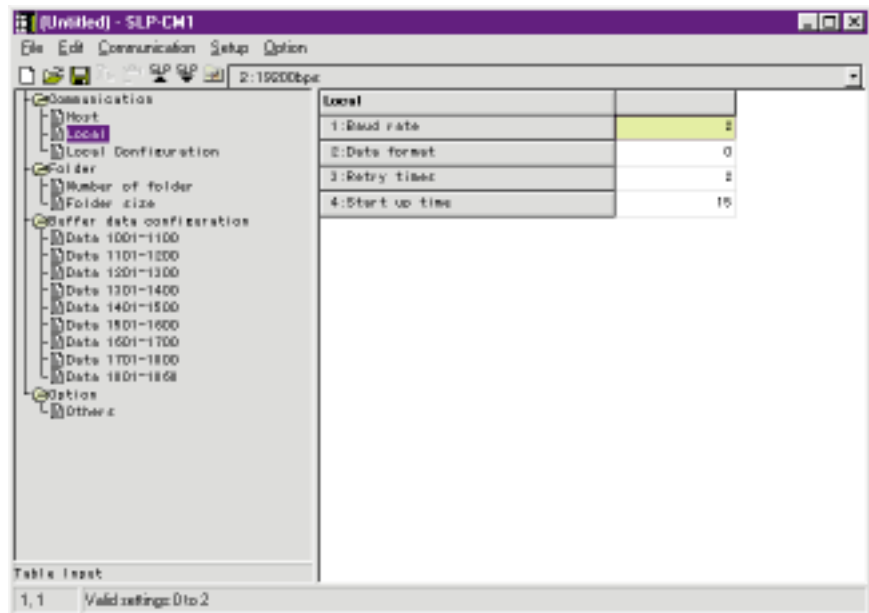 (Untitled) - SLP-CM1
File Edit Communication Setup Option
SLP SLP 2:19200bps
Communication
Host
Local
Local Configuration
Folder
Number of folder
Folder size
Buffer data configuration
Data 1001-1100
Data 1101-1200
Data 1201-1300
Data 1301-1400
Data 1401-1500
Data 1501-1600
Data 1601-1700
Data 1701-1800
Data 1801-1868
Option
Others
Local
1:Baud rate 2
2:Data format 0
3:Retry times 2
4:Start up time 15
Table Input
1, 1 Valid settings: 0 to 2